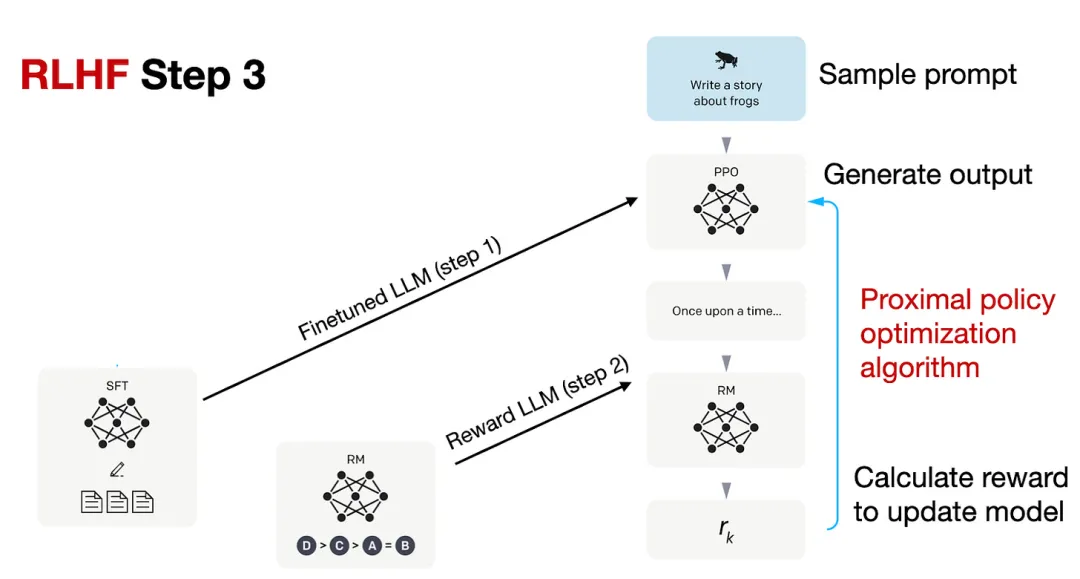 RLHF Step 3
Write a story
about frogs
Sample prompt
PPO
Generate output
Finetuned LLM (step 1)
Once upon a time...
Proximal policy
optimization
algorithm
SFT
Reward LLM (step 2)
RM
RM
D > C > A = B
Calculate reward
to update model
rₖ